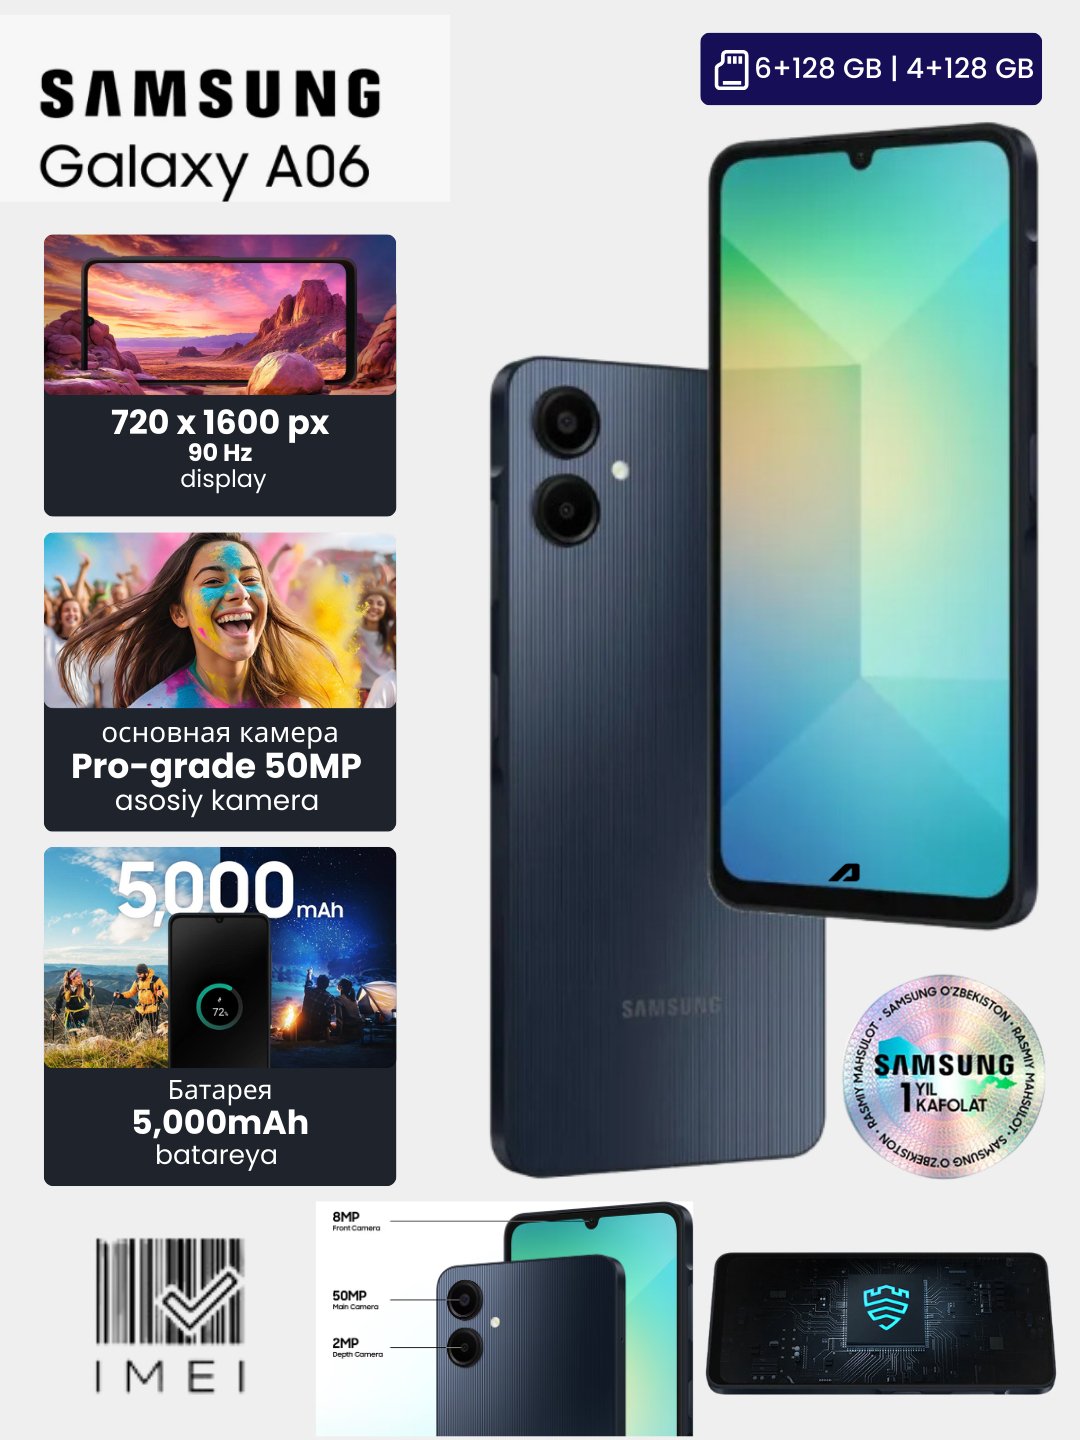 SAMSUNG
Galaxy A06
6+128 GB | 4+128 GB
720 x 1600 px
90 Hz
display
основная камера
Pro-grade 50MP
asosiy kamera
5,000 mAh
72%
Батарея
5,000mAh
batareya
SAMSUNG
SAMSUNG O'ZBEKISTON · RASMIY MAHSULOT · SAMSUNG O'ZBEKISTON · RASMIY MAHSULOT ·
SAMSUNG
1 YIL
KAFOLAT
IMEI
8MP
Front Camera
50MP
Main Camera
2MP
Depth Camera